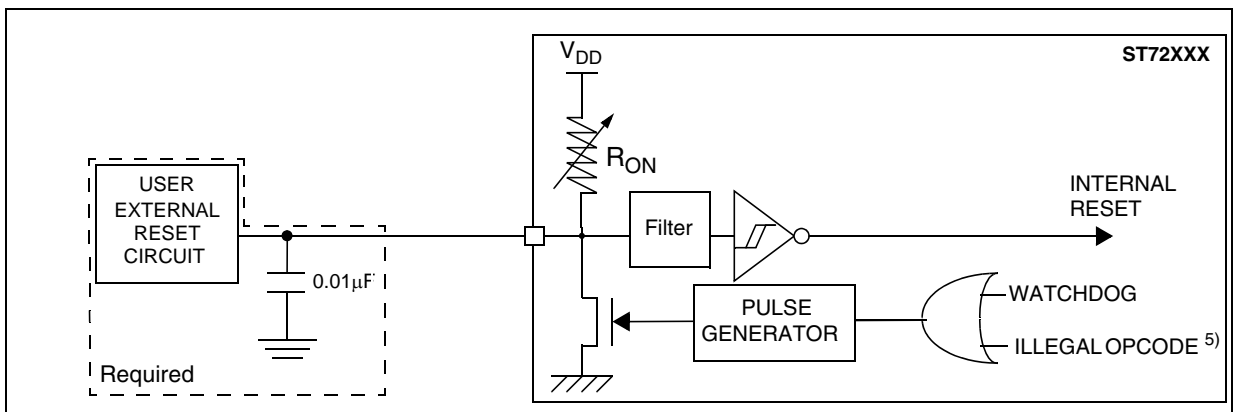 V_DD
ST72XXX
R_ON
USER
EXTERNAL
RESET
CIRCUIT
0.01μF
Required
Filter
INTERNAL
RESET
PULSE
GENERATOR
WATCHDOG
ILLEGAL OPCODE 5)